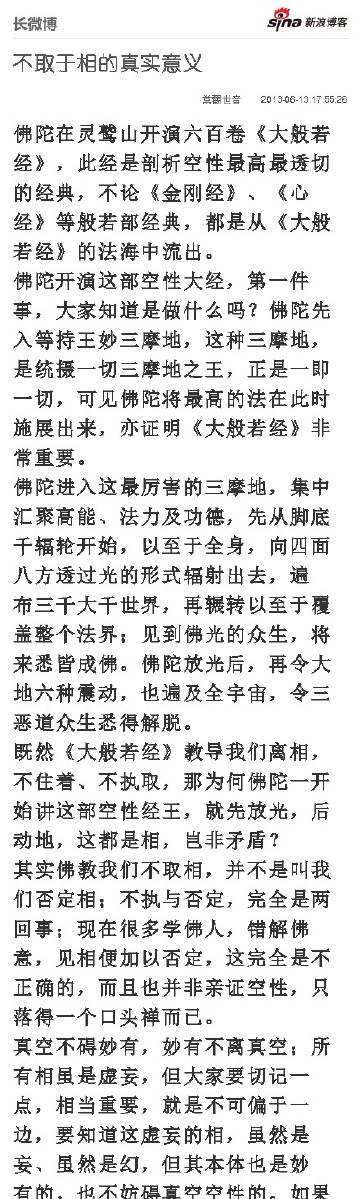 长微博
sina 新浪博客
不取于相的真实意义
2013-06-13 17:55:26
佛陀在灵鹫山开演六百卷《大般若
经》，此经是剖析空性最高最透切
的经典，不论《金刚经》、《心
经》等般若部经典，都是从《大般
若经》的法海中流出。
佛陀开演这部空性大经，第一件
事，大家知道是做什么吗？佛陀先
入等持王妙三摩地，这种三摩地，
是统摄一切三摩地之王，正是一即
一切，可见佛陀将最高的法在此时
施展出来，亦证明《大般若经》非
常重要。
佛陀进入这最厉害的三摩地，集中
汇聚高能、法力及功德，先从脚底
千辐轮开始，以至于全身，向四面
八方透过光的形式辐射出去，遍
布三千大千世界，再辗转以至于覆
盖整个法界；见到佛光的众生，将
来悉皆成佛。佛陀放光后，再令大
地六种震动，也遍及全宇宙，令三
恶道众生悉得解脱。
既然《大般若经》教导我们离相，
不住着、不执取，那为何佛陀一开
始讲这部空性经王，就先放光，后
动地，这都是相，岂非矛盾？
其实佛教我们不取相，并不是叫我
们否定相；不执与否定，完全是两
回事；现在很多学佛人，错解佛
意，见相便加以否定，这完全是不
正确的，而且也并非亲证空性，只
落得一个口头禅而已。
真空不碍妙有，妙有不离真空；所
有相虽是虚妄，但大家要切记一
点，相当重要，就是不可偏于一
边，要知道这虚妄的相，虽然是
妄、虽然是幻，但其本体也是妙
有的，也不妨碍真空空性的。如果